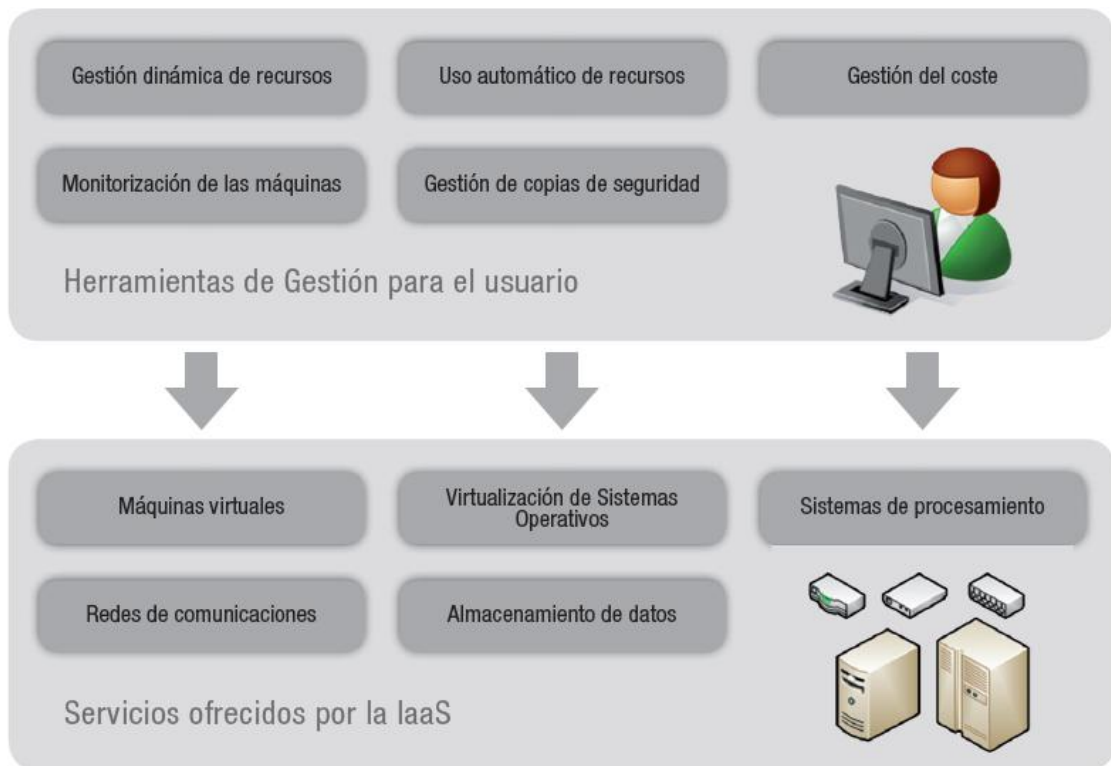 Gestión dinámica de recursos
Uso automático de recursos
Gestión del coste
Monitorización de las máquinas
Gestión de copias de seguridad
Herramientas de Gestión para el usuario
Máquinas virtuales
Virtualización de Sistemas
Operativos
Sistemas de procesamiento
Redes de comunicaciones
Almacenamiento de datos
Servicios ofrecidos por la IaaS